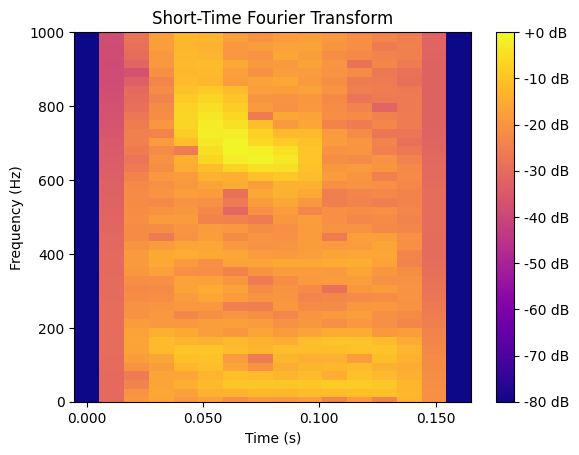 Short-Time Fourier Transform
Frequency (Hz)
1000
800
600
400
200
0
0.000
0.050
0.100
0.150
Time (s)
+0 dB
-10 dB
-20 dB
-30 dB
-40 dB
-50 dB
-60 dB
-70 dB
-80 dB